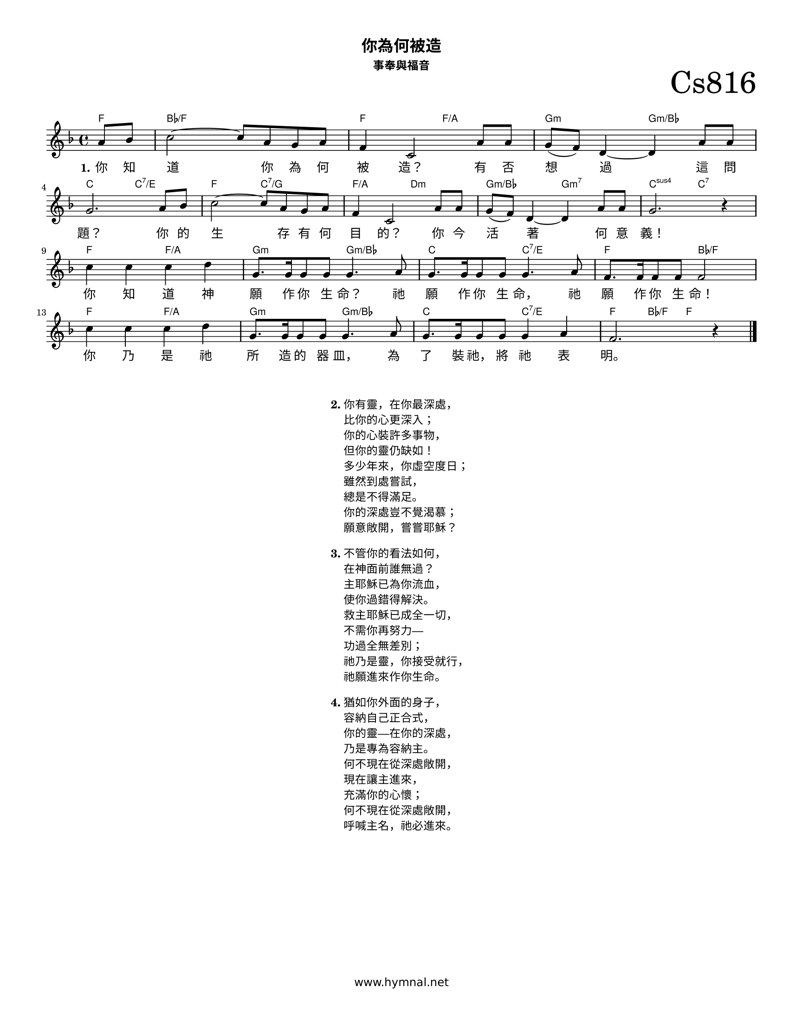 你為何被造
事奉與福音
Cs816
F B♭/F F F/A Gm Gm/B♭
1. 你 知 道 你 為 何 被 造? 有 否 想 過 這 問
4 C C7/E F C7/G F/A Dm Gm/B♭ Gm7 Csus4 C7
題? 你 的 生 存 有 何 目 的? 你 今 活 著 何 意 義!
9 F F/A Gm Gm/B♭ C C7/E F B♭/F
你 知 道 神 願 作 你 生 命? 祂 願 作 你 生 命, 祂 願 作 你 生 命!
13 F F/A Gm Gm/B♭ C C7/E F B♭/F F
你 乃 是 祂 所 造 的 器 皿, 為 了 裝 祂, 將 祂 表 明。
2. 你有靈,在你最深處,
比你的心更深入;
你的心裝許多事物,
但你的靈仍缺如!
多少年來,你虛空度日;
雖然到處嘗試,
總是不得滿足。
你的深處豈不覺渴慕;
願意敞開,嘗嘗耶穌?
3. 不管你的看法如何,
在神面前誰無過?
主耶穌已為你流血,
使你過錯得解決。
救主耶穌已成全一切,
不需你再努力—
功過全無差別;
祂乃是靈,你接受就行,
祂願進來作你生命。
4. 猶如你外面的身子,
容納自己正合式,
你的靈—在你的深處,
乃是專為容納主。
何不現在從深處敞開,
現在讓主進來,
充滿你的心懷;
何不現在從深處敞開,
呼喊主名,祂必進來。
www.hymnal.net